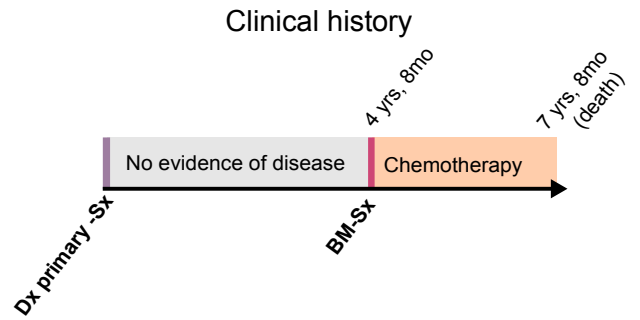 Clinical history
4 yrs, 8mo
7 yrs, 8mo
(death)
No evidence of disease
Chemotherapy
Dx primary -Sx
BM-Sx